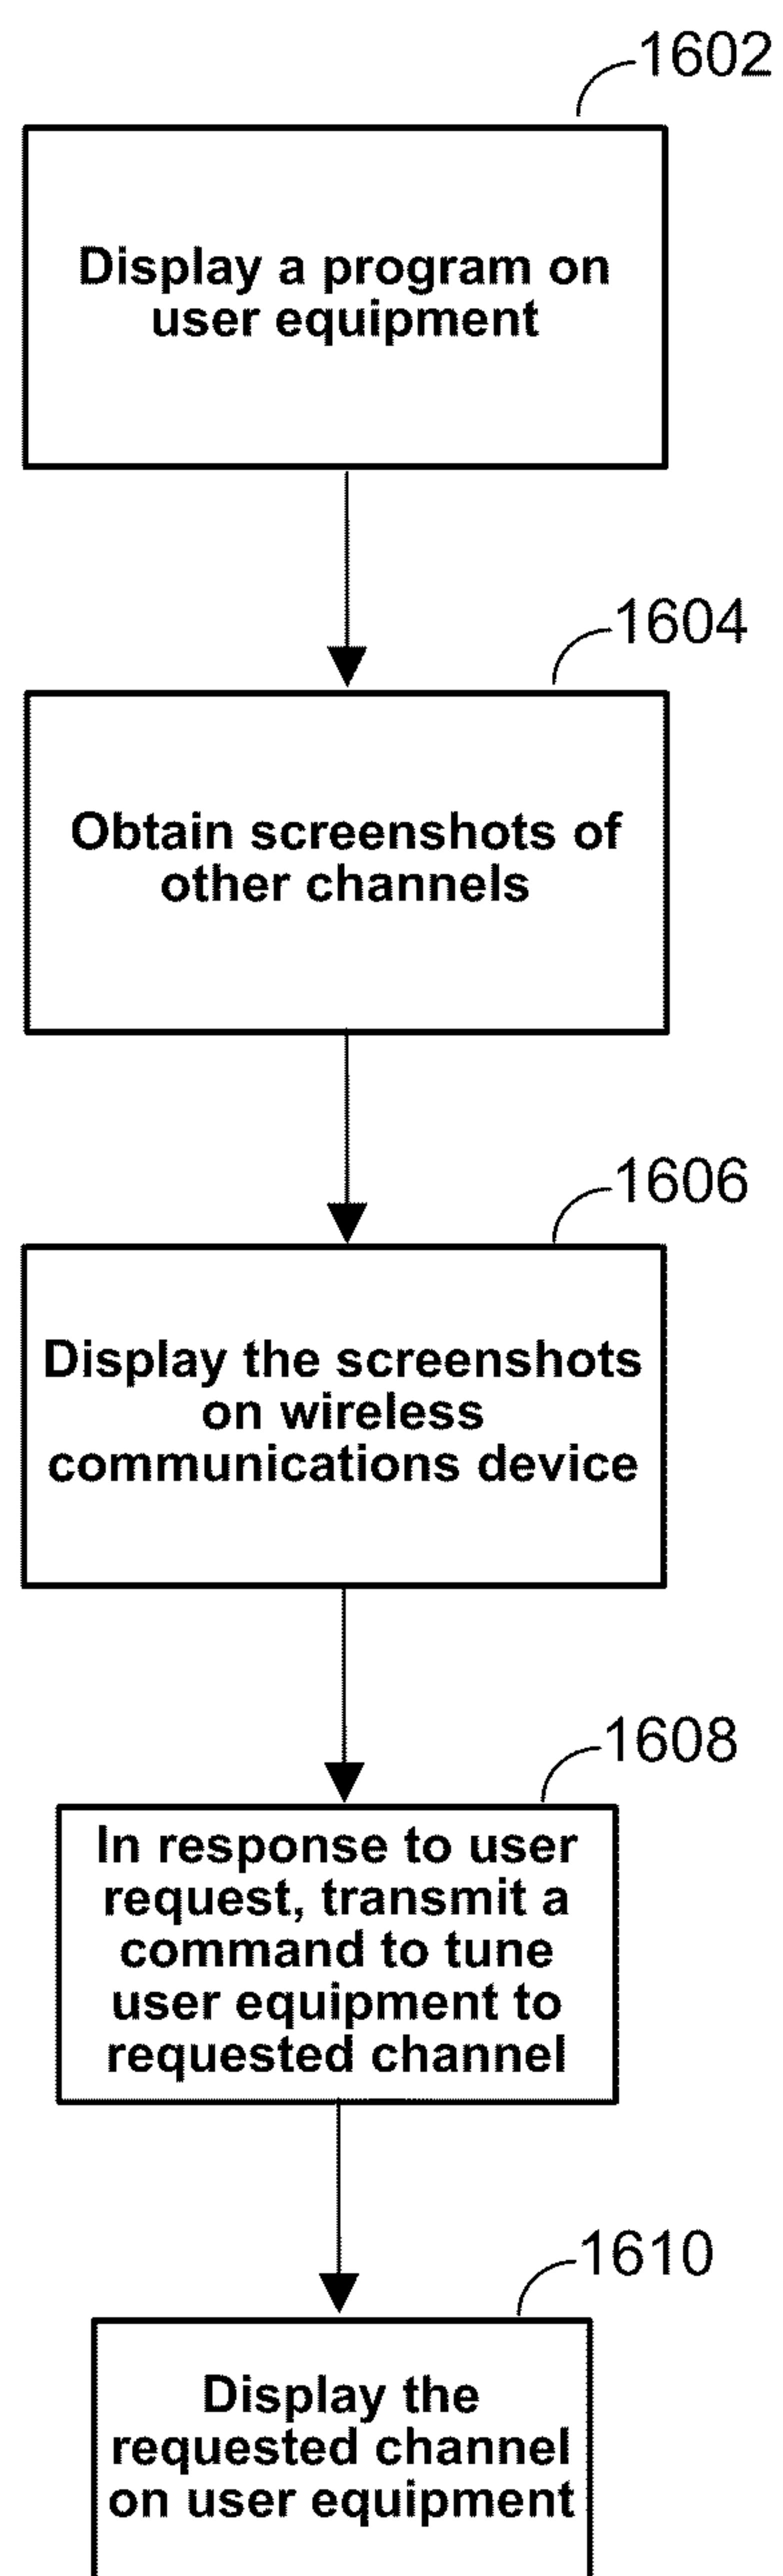 1602
Display a program on
user equipment
1604
Obtain screenshots of
other channels
1606
Display the screenshots
on wireless
communications device
1608
In response to user
request, transmit a
command to tune
user equipment to
requested channel
1610
Display the
requested channel
on user equipment